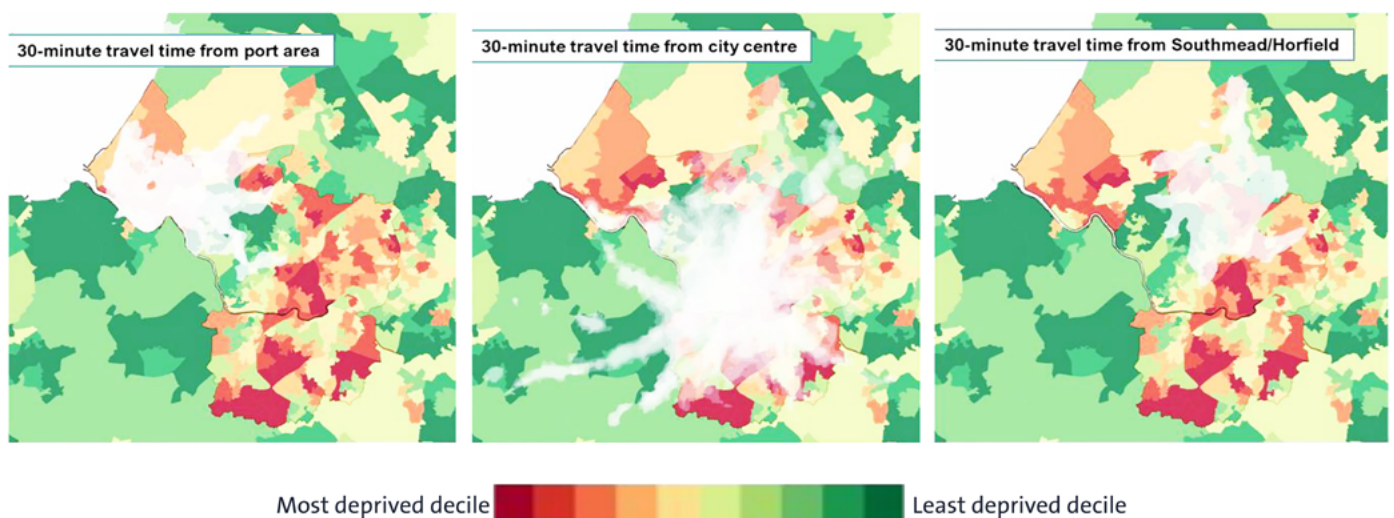 30-minute travel time from port area
30-minute travel time from city centre
30-minute travel time from Southmead/Horfield
Most deprived decile
Least deprived decile